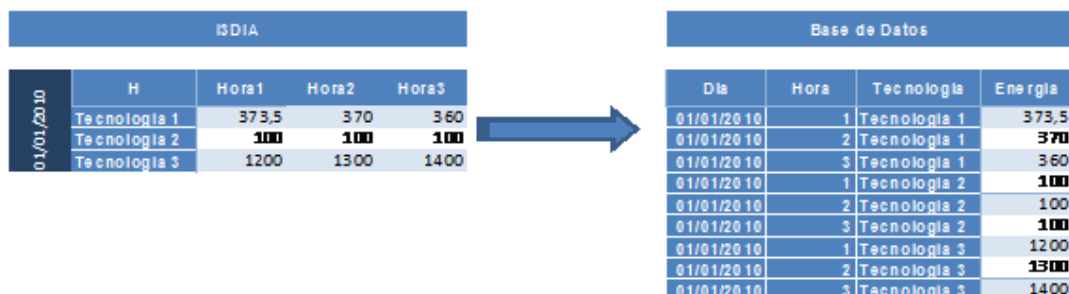 ISDIA
01/01/2010
H Hora1 Hora2 Hora3
Tecnologia 1 373,5 370 360
Tecnologia 2 100 100 100
Tecnologia 3 1200 1300 1400
Base de Datos
Dia Hora Tecnologia Energia
01/01/2010 1 Tecnologia 1 373,5
01/01/2010 2 Tecnologia 1 370
01/01/2010 3 Tecnologia 1 360
01/01/2010 1 Tecnologia 2 100
01/01/2010 2 Tecnologia 2 100
01/01/2010 3 Tecnologia 2 100
01/01/2010 1 Tecnologia 3 1200
01/01/2010 2 Tecnologia 3 1300
01/01/2010 3 Tecnologia 3 1400